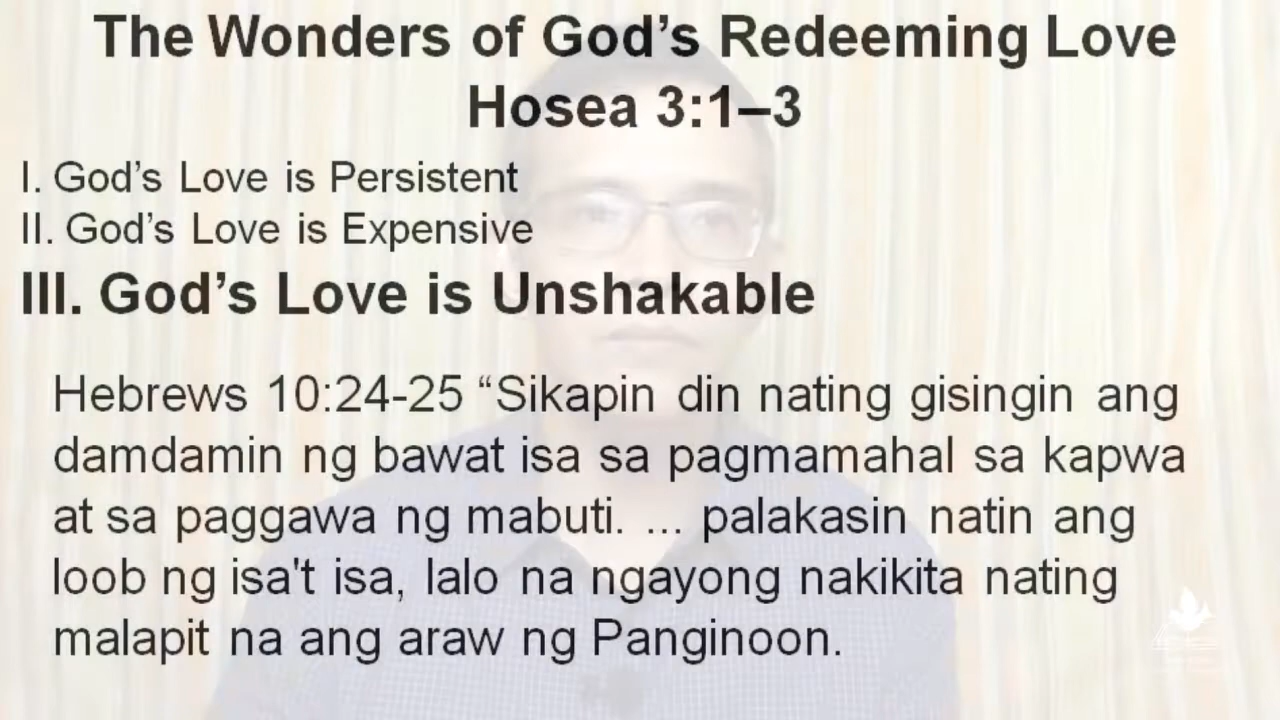 The Wonders of God’s Redeeming Love
Hosea 3:1–3
I. God’s Love is Persistent
II. God’s Love is Expensive
III. God’s Love is Unshakable
Hebrews 10:24-25 “Sikapin din nating gisingin ang
damdamin ng bawat isa sa pagmamahal sa kapwa
at sa paggawa ng mabuti. ... palakasin natin ang
loob ng isa't isa, lalo na ngayong nakikita nating
malapit na ang araw ng Panginoon.